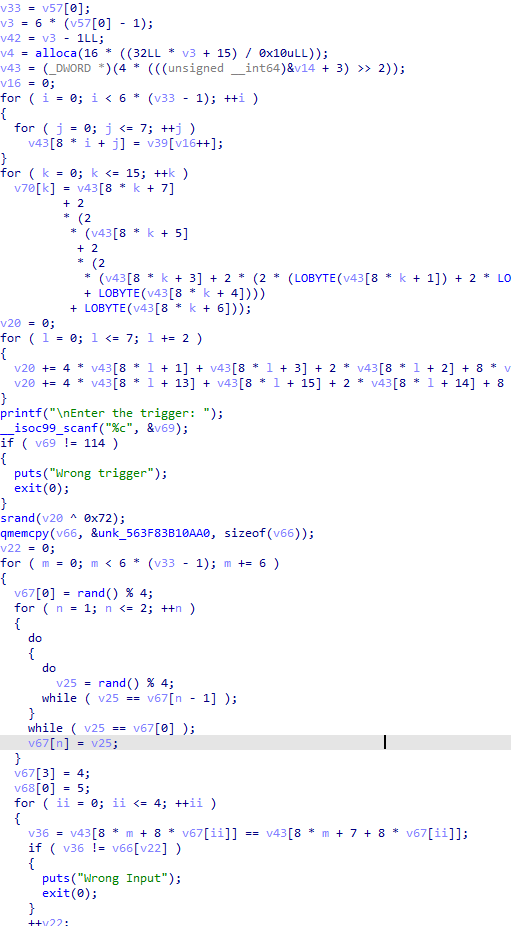 v33 = v57[0];
v3 = 6 * (v57[0] - 1);
v42 = v3 - 1LL;
v4 = alloca(16 * ((32LL * v3 + 15) / 0x10uLL));
v43 = (_DWORD *)(4 * (((unsigned __int64)&v14 + 3) >> 2));
v16 = 0;
for ( i = 0; i < 6 * (v33 - 1); ++i )
{
  for ( j = 0; j <= 7; ++j )
    v43[8 * i + j] = v39[v16++];
}
for ( k = 0; k <= 15; ++k )
  v70[k] = v43[8 * k + 7]
         + 2
         * (2
          * (v43[8 * k + 5]
           + 2
           * (2
            * (v43[8 * k + 3] + 2 * (2 * (LOBYTE(v43[8 * k + 1]) + 2 * LO
            + LOBYTE(v43[8 * k + 4])))
          + LOBYTE(v43[8 * k + 6]));
v20 = 0;
for ( l = 0; l <= 7; l += 2 )
{
  v20 += 4 * v43[8 * l + 1] + v43[8 * l + 3] + 2 * v43[8 * l + 2] + 8 * v
  v20 += 4 * v43[8 * l + 13] + v43[8 * l + 15] + 2 * v43[8 * l + 14] + 8
}
printf("\nEnter the trigger: ");
__isoc99_scanf("%c", &v69);
if ( v69 != 114 )
{
  puts("Wrong trigger");
  exit(0);
}
srand(v20 ^ 0x72);
qmemcpy(v66, &unk_563F83B10AA0, sizeof(v66));
v22 = 0;
for ( m = 0; m < 6 * (v33 - 1); m += 6 )
{
  v67[0] = rand() % 4;
  for ( n = 1; n <= 2; ++n )
  {
    do
    {
      do
        v25 = rand() % 4;
      while ( v25 == v67[n - 1] );
    }
    while ( v25 == v67[0] );
    v67[n] = v25;
  }
  v67[3] = 4;
  v68[0] = 5;
  for ( ii = 0; ii <= 4; ++ii )
  {
    v36 = v43[8 * m + 8 * v67[ii]] == v43[8 * m + 7 + 8 * v67[ii]];
    if ( v36 != v66[v22] )
    {
      puts("Wrong Input");
      exit(0);
    }
    ++v22;